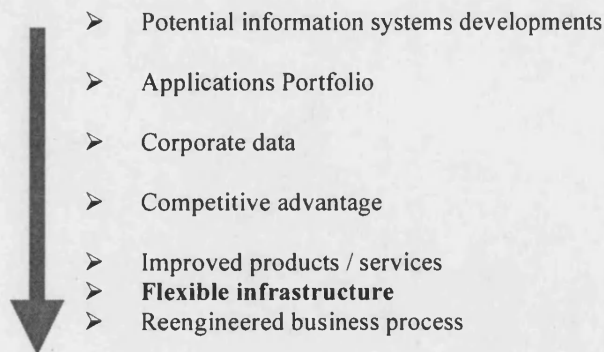 ➢ Potential information systems developments
➢ Applications Portfolio
➢ Corporate data
➢ Competitive advantage
➢ Improved products / services
➢ Flexible infrastructure
➢ Reengineered business process